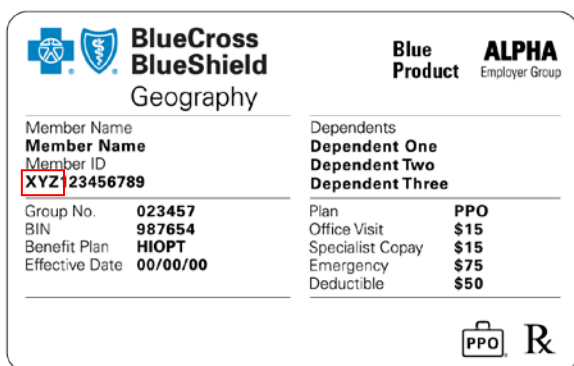 BlueCross
BlueShield
Geography
Blue
Product
ALPHA
Employer Group
Member Name
Member Name
Member ID
XYZ123456789
Dependents
Dependent One
Dependent Two
Dependent Three
Group No. 023457
BIN 987654
Benefit Plan HIOPT
Effective Date 00/00/00
Plan PPO
Office Visit $15
Specialist Copay $15
Emergency $75
Deductible $50
PPO
Rx